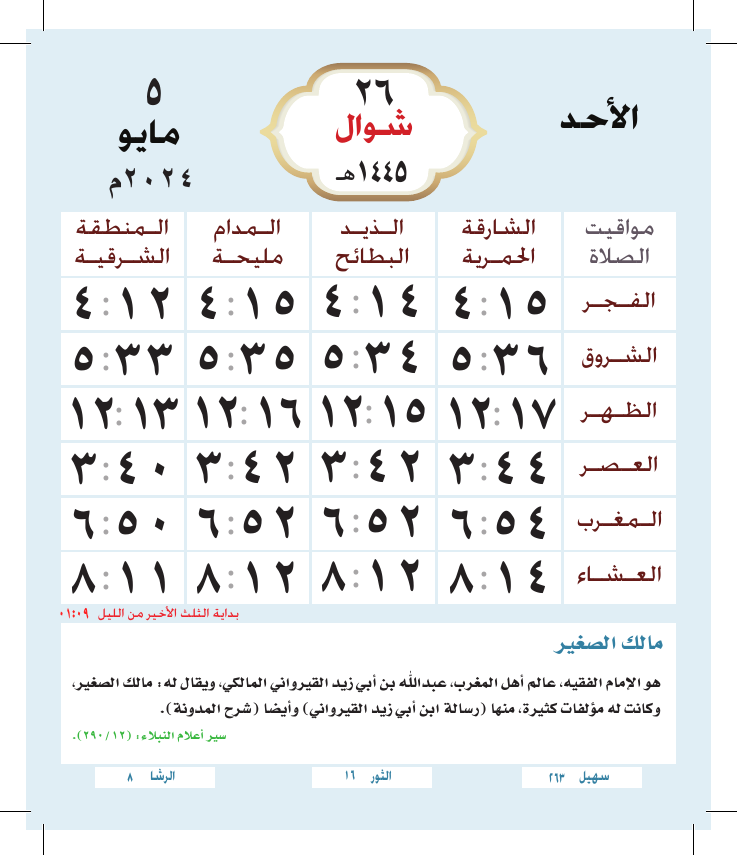 الأحد
٢٦
شوال
١٤٤٥هـ
٥
مايو
٢٠٢٤م
مواقيت الصلاة | الشارقة الحمرية | الذيد البطائح | المدام مليحة | المنطقة الشرقية
الفجر ٤:١٥ ٤:١٤ ٤:١٥ ٤:١٢
الشروق ٥:٣٦ ٥:٣٤ ٥:٣٥ ٥:٣٣
الظهر ١٢:١٧ ١٢:١٥ ١٢:١٦ ١٢:١٣
العصر ٣:٤٤ ٣:٤٢ ٣:٤٢ ٣:٤٠
المغرب ٦:٥٤ ٦:٥٢ ٦:٥٢ ٦:٥٠
العشاء ٨:١٤ ٨:١٢ ٨:١٢ ٨:١١
بداية الثلث الأخير من الليل ٠١:٠٩
مالك الصغير
هو الإمام الفقيه، عالم أهل المغرب، عبدالله بن أبي زيد القيرواني المالكي، ويقال له: مالك الصغير،
وكانت له مؤلفات كثيرة، منها (رسالة ابن أبي زيد القيرواني) وأيضا (شرح المدونة).
سير أعلام النبلاء: (٢٩٠/١٢).
سهيل ٢٦٣
الثور ١٦
الرشا ٨